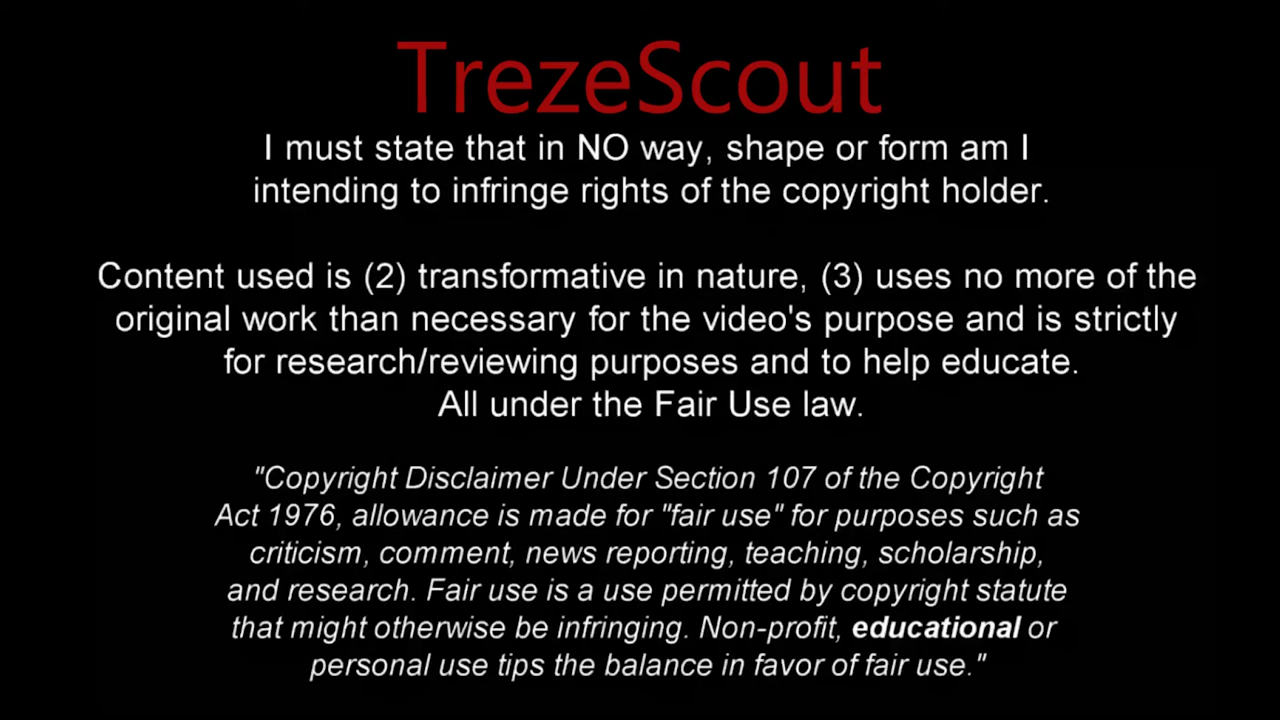 TrezeScout
I must state that in NO way, shape or form am I
intending to infringe rights of the copyright holder.
Content used is (2) transformative in nature, (3) uses no more of the
original work than necessary for the video's purpose and is strictly
for research/reviewing purposes and to help educate.
All under the Fair Use law.
"Copyright Disclaimer Under Section 107 of the Copyright
Act 1976, allowance is made for "fair use" for purposes such as
criticism, comment, news reporting, teaching, scholarship,
and research. Fair use is a use permitted by copyright statute
that might otherwise be infringing. Non-profit, educational or
personal use tips the balance in favor of fair use."